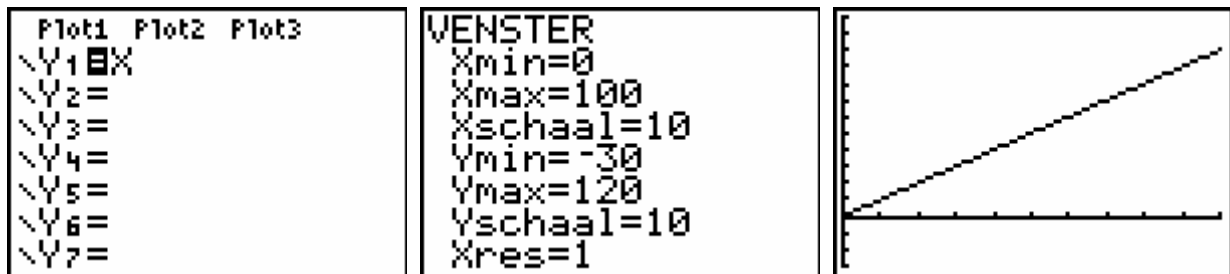 Plot1 Plot2 Plot3
\Y1=X
\Y2=
\Y3=
\Y4=
\Y5=
\Y6=
\Y7=
VENSTER
Xmin=0
Xmax=100
Xschaal=10
Ymin=-30
Ymax=120
Yschaal=10
Xres=1